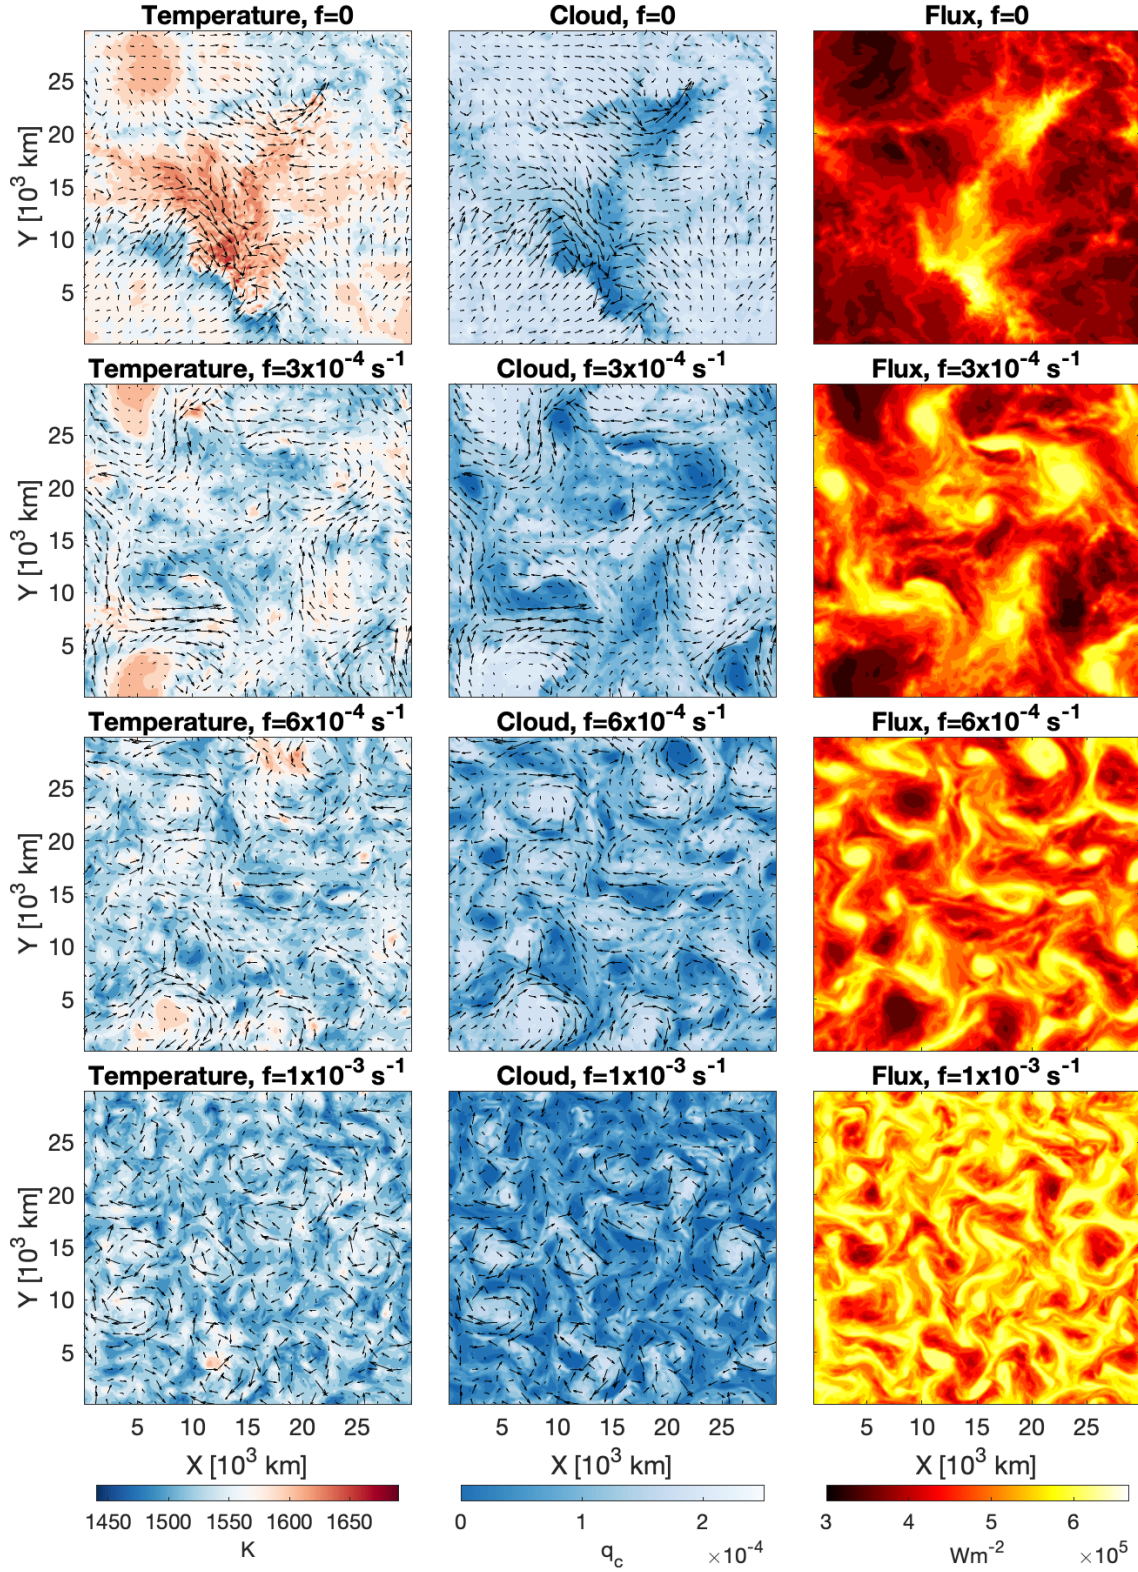 Temperature, f=0 Cloud, f=0 Flux, f=0
25
20
15
10
5
Y [10³ km]
Temperature, f=3x10⁻⁴ s⁻¹ Cloud, f=3x10⁻⁴ s⁻¹ Flux, f=3x10⁻⁴ s⁻¹
25
20
15
10
5
Y [10³ km]
Temperature, f=6x10⁻⁴ s⁻¹ Cloud, f=6x10⁻⁴ s⁻¹ Flux, f=6x10⁻⁴ s⁻¹
25
20
15
10
5
Y [10³ km]
Temperature, f=1x10⁻³ s⁻¹ Cloud, f=1x10⁻³ s⁻¹ Flux, f=1x10⁻³ s⁻¹
25
20
15
10
5
Y [10³ km]
5 10 15 20 25 5 10 15 20 25 5 10 15 20 25
X [10³ km] X [10³ km] X [10³ km]
1450 1500 1550 1600 1650 0 1 2 3 4 5 6
K q_c ×10⁻⁴ Wm⁻² ×10⁵